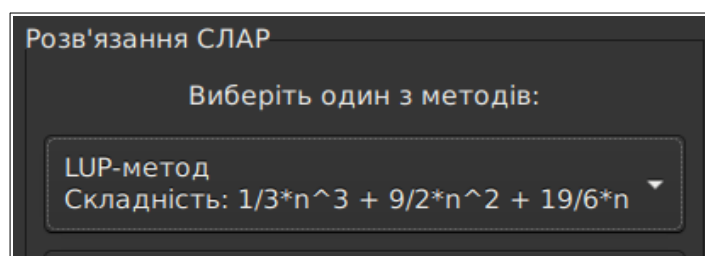 Розв'язання СЛАР
Виберіть один з методів:
LUP-метод
Складність: 1/3*n^3 + 9/2*n^2 + 19/6*n